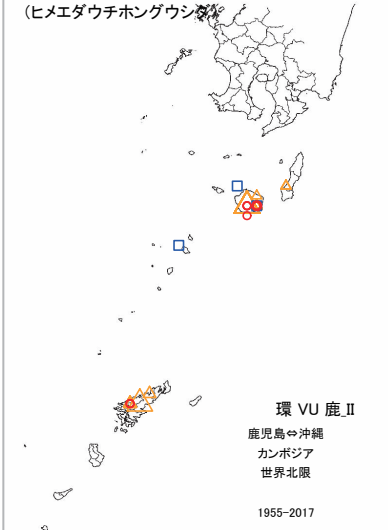 (ヒメエダウチホングウシダ)
環 VU 鹿_II
鹿児島⇔沖縄
カンボジア
世界北限
1955-2017